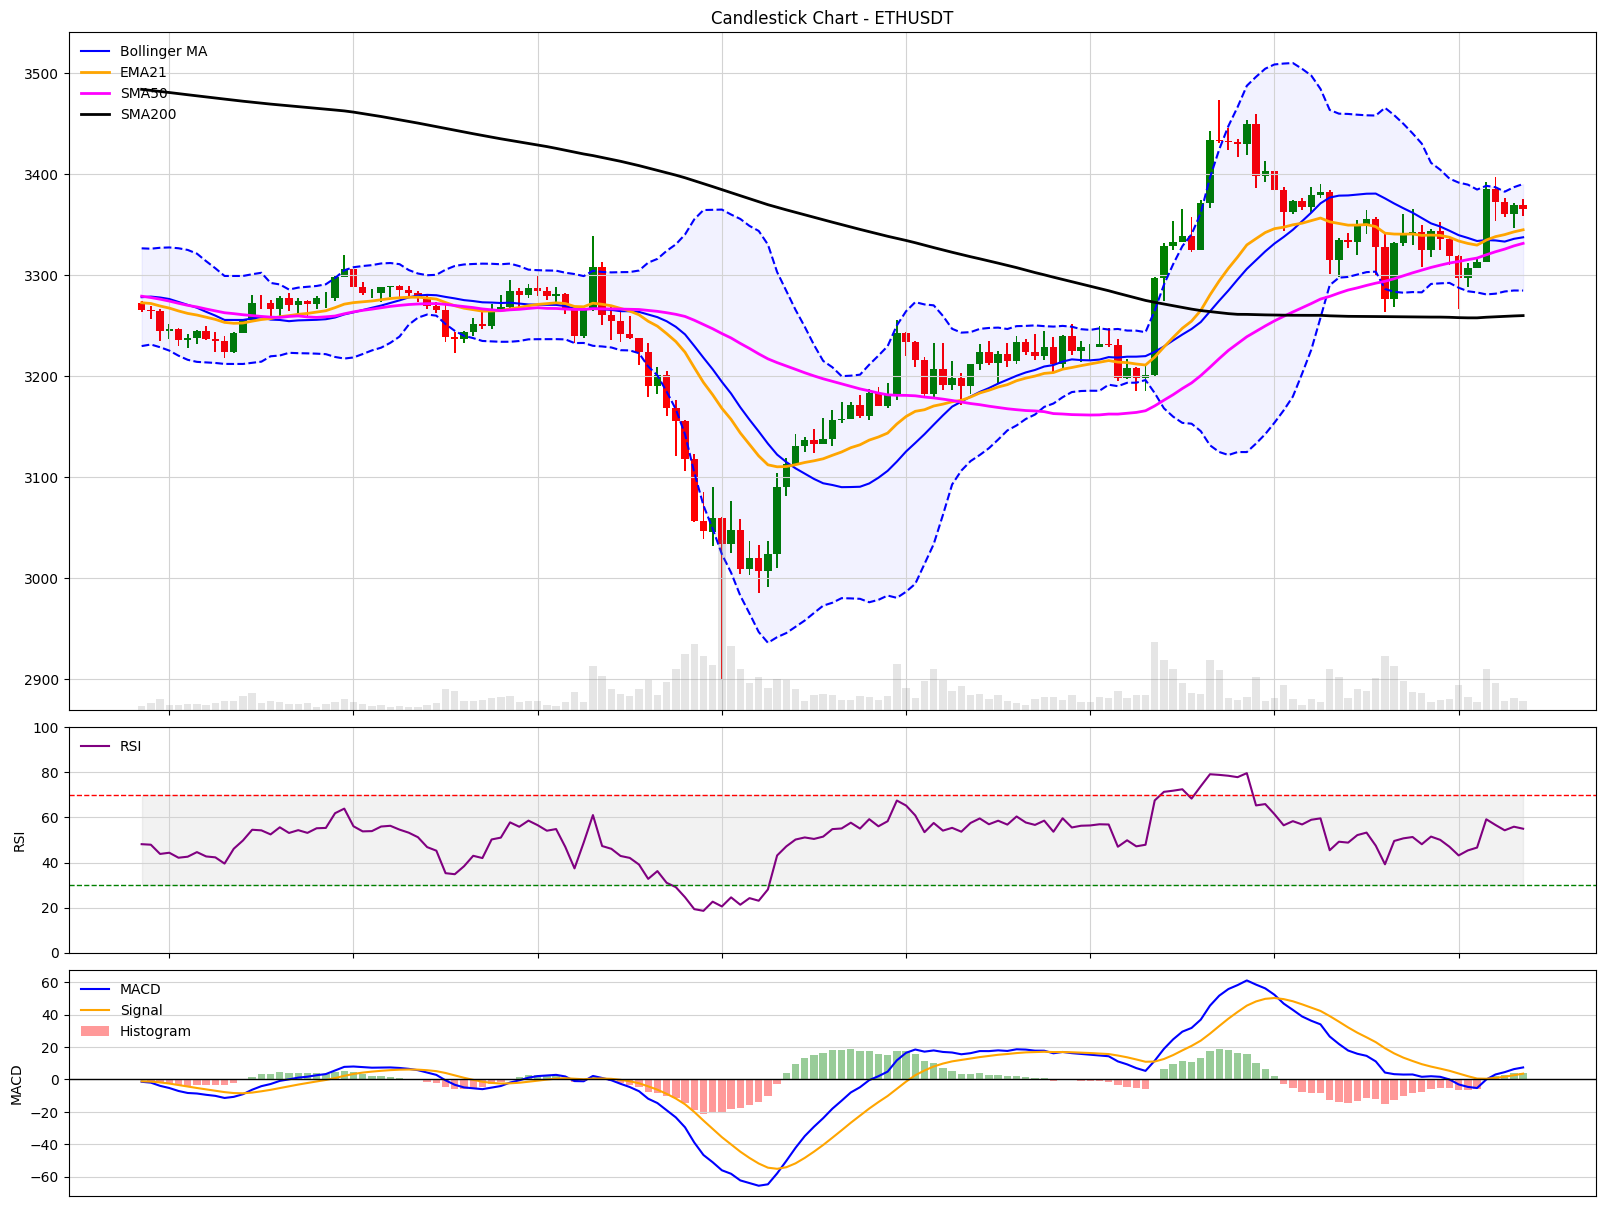 Candlestick Chart - ETHUSDT
Bollinger MA
EMA21
SMA50
SMA200
3500
3400
3300
3200
3100
3000
2900
RSI
RSI
100
80
60
40
20
0
MACD
Signal
Histogram
MACD
60
40
20
0
−20
−40
−60